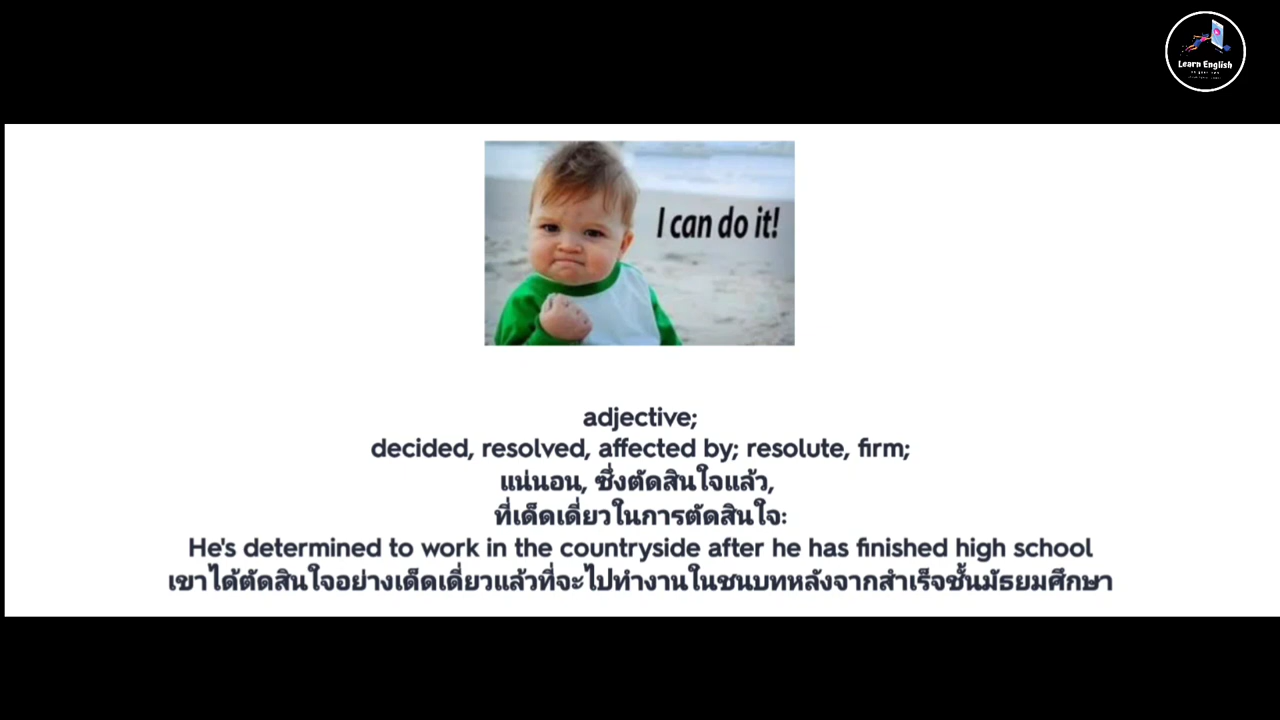 Learn English
I can do it!
adjective;
decided, resolved, affected by; resolute, firm;
แน่นอน, ซึ่งตัดสินใจแล้ว,
ที่เด็ดเดี่ยวในการตัดสินใจ:
He's determined to work in the countryside after he has finished high school
เขาได้ตัดสินใจอย่างเด็ดเดี่ยวแล้วที่จะไปทำงานในชนบทหลังจากสำเร็จชั้นมัธยมศึกษา